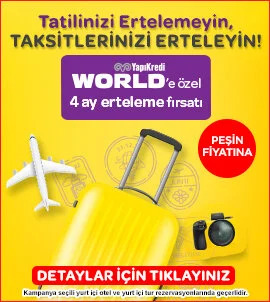 Tatilinizi Ertelemeyin,
TAKSİTLERİNİZİ ERTELEYİN!
YapıKredi
WORLD'e özel
4 ay erteleme fırsatı
PEŞİN
FİYATINA
DETAYLAR İÇİN TIKLAYINIZ
Kampanya seçili yurt içi otel ve yurt içi tur rezervasyonlarında geçerlidir.